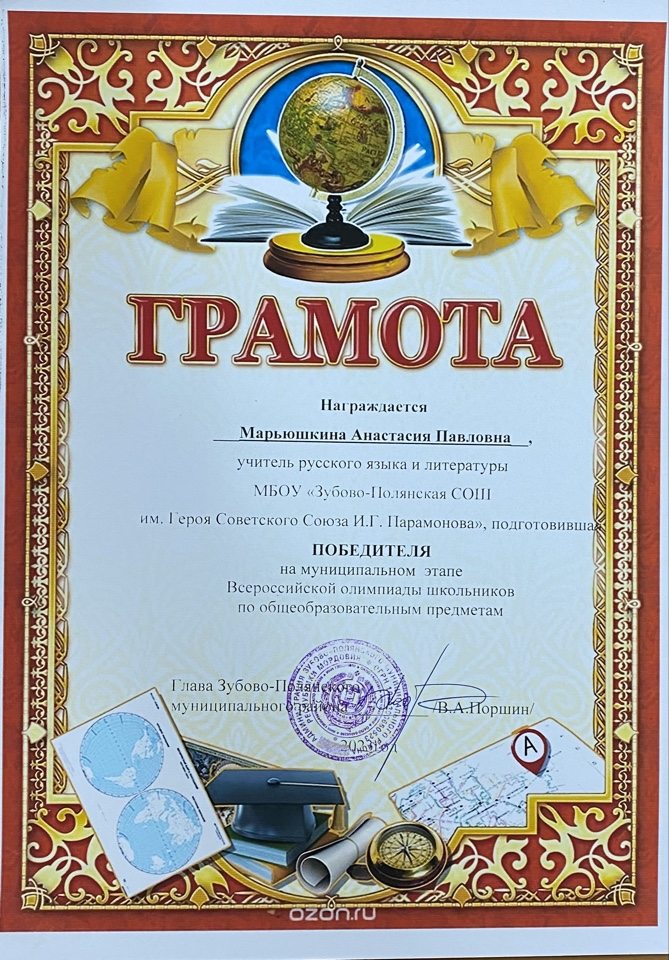 ГРАМОТА
Награждается
Марьюшкина Анастасия Павловна ,
учитель русского языка и литературы
МБОУ «Зубово-Полянская СОШ
им. Героя Советского Союза И.Г. Парамонова», подготовившая
ПОБЕДИТЕЛЯ
на муниципальном этапе
Всероссийской олимпиады школьников
по общеобразовательным предметам
Глава Зубово-Полянского
муниципального района /В.А.Поршин/
год
A
ozon.ru